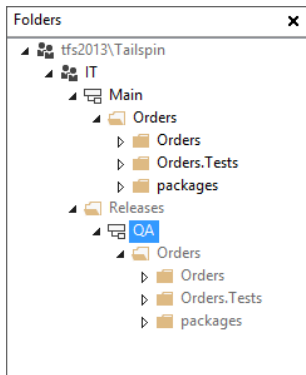 Folders
tfs2013\Tailspin
IT
Main
Orders
Orders
Orders.Tests
packages
Releases
QA
Orders
Orders
Orders.Tests
packages